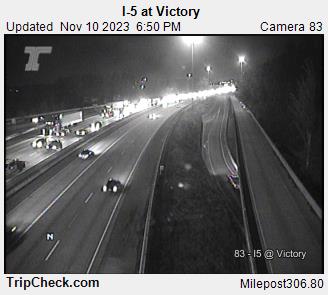 I-5 at Victory
Updated Nov 10 2023 6:50 PM Camera 83
T
N
83 - I5 @ Victory
TripCheck.com Milepost306.80